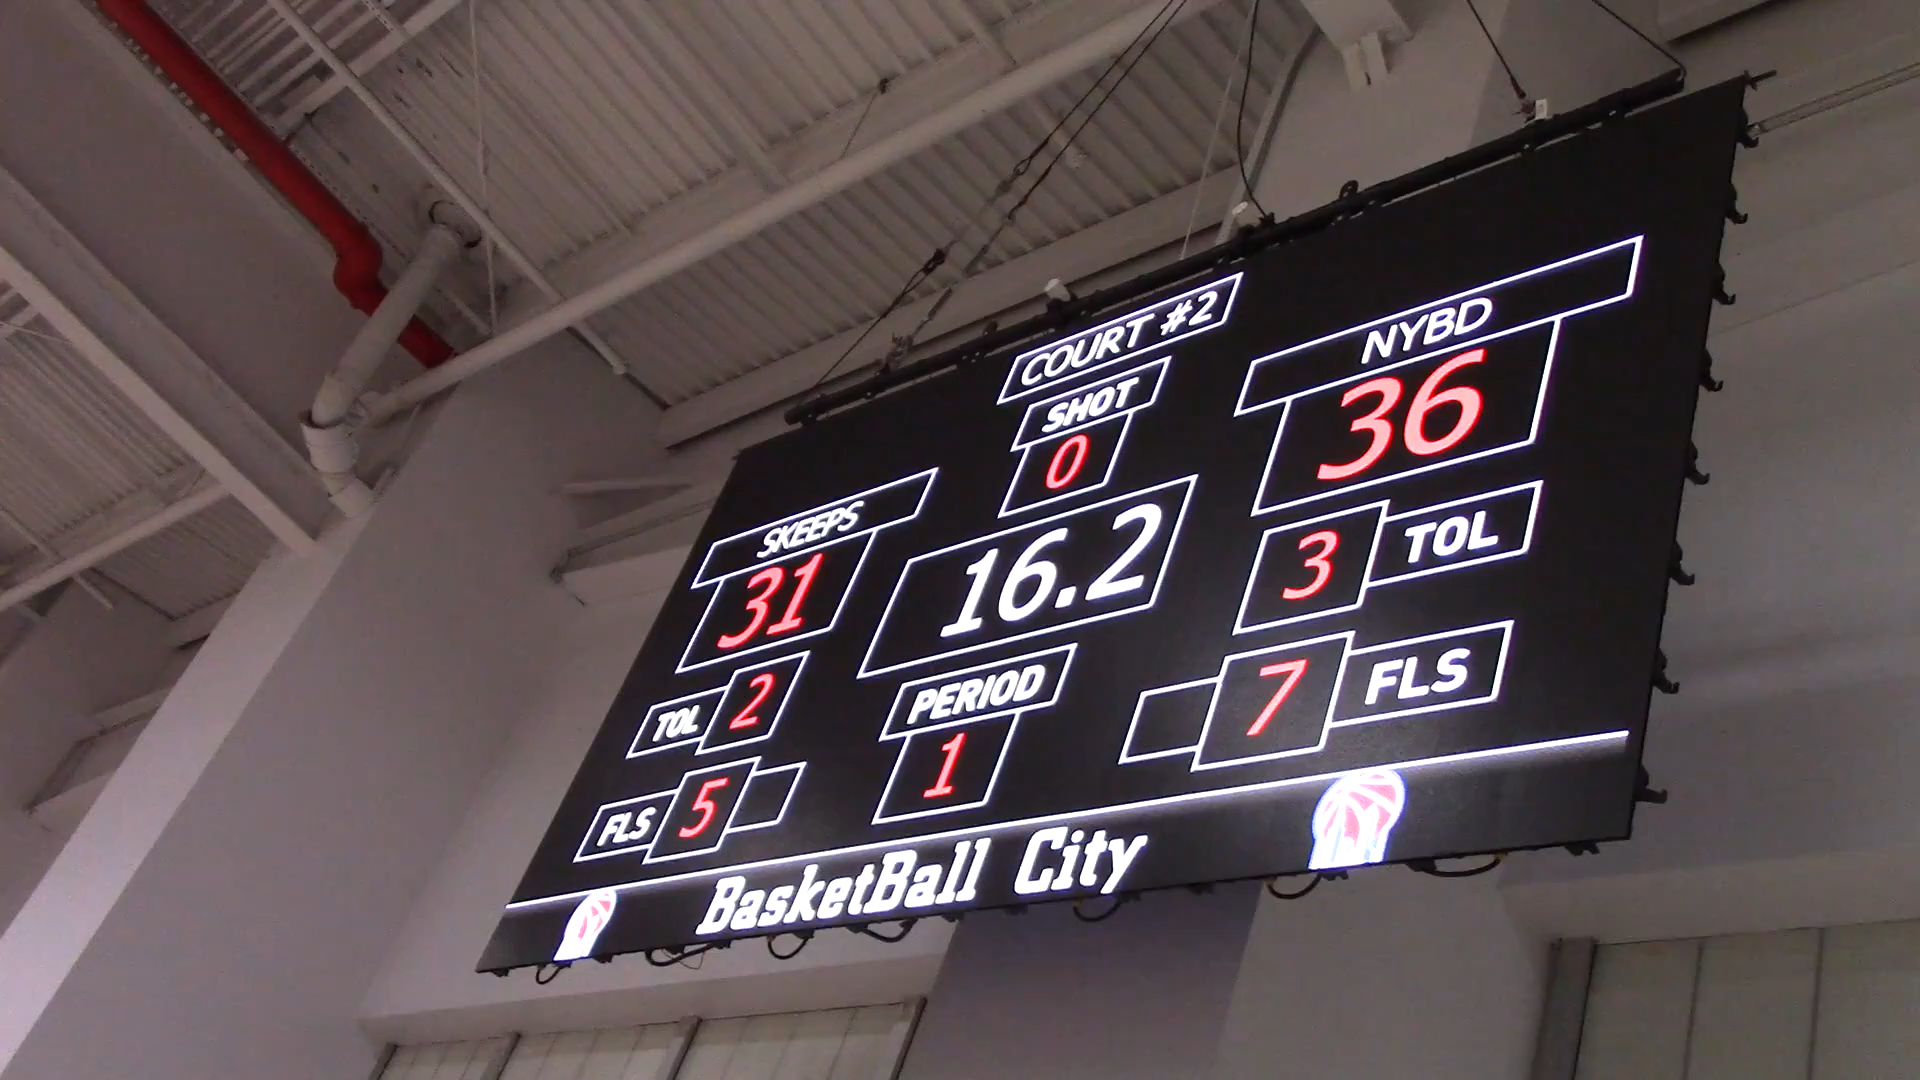 COURT #2
SHOT
0
SKEEPS
31
16.2
NYBD
36
TOL 2
3 TOL
PERIOD
1
FLS 5
7 FLS
BasketBall City